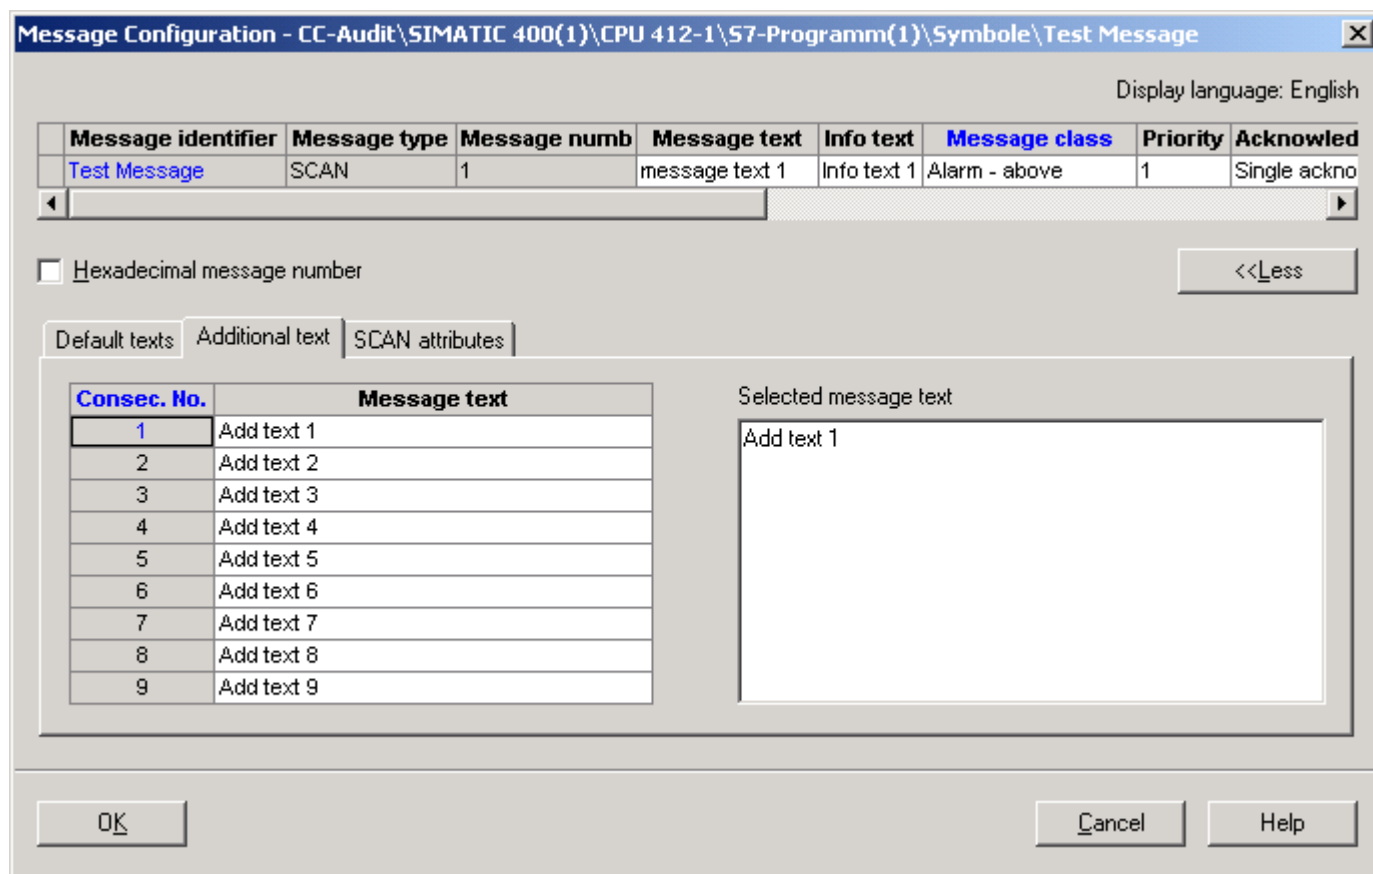 Message Configuration - CC-Audit\SIMATIC 400(1)\CPU 412-1\S7-Programm(1)\Symbole\Test Message
Display language: English
Message identifier Message type Message numb Message text Info text Message class Priority Acknowled
Test Message SCAN 1 message text 1 Info text 1 Alarm - above 1 Single ackno
Hexadecimal message number <<Less
Default texts Additional text SCAN attributes
Consec. No. Message text Selected message text
1 Add text 1 Add text 1
2 Add text 2
3 Add text 3
4 Add text 4
5 Add text 5
6 Add text 6
7 Add text 7
8 Add text 8
9 Add text 9
OK Cancel Help